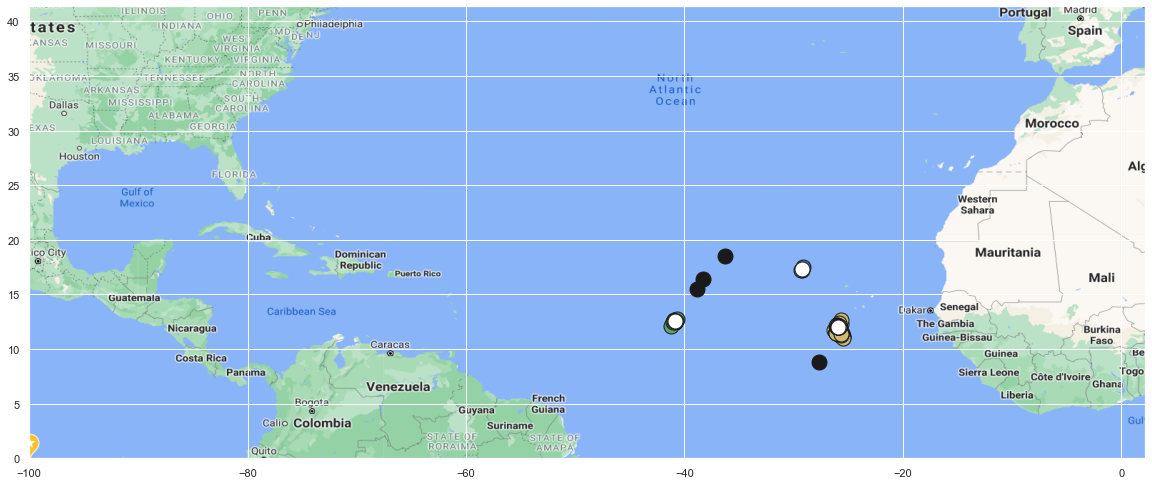 ILLINOIS
OHIO
PENN
Philadelphia
tates
INDIANA
MD
DE
NJ
KANSAS
MISSOURI
WEST
VIRGINIA
KENTUCKY
VIRGINIA
OKLAHOMA
TENNESSEE
NORTH
CAROLINA
ARKANSAS
MISSISSIPPI
SOUTH
CAROLINA
Dallas
ALABAMA
GEORGIA
EXAS
LOUISIANA
Houston
FLORIDA
Gulf of
Mexico
ico City
Cuba
Dominican
Republic
Puerto Rico
Guatemala
Caribbean Sea
Nicaragua
Costa Rica
Panama
Caracas
Venezuela
Bogota
Cali
Colombia
Guyana
French
Guiana
Suriname
STATE OF
RORAIMA
STATE OF
AMAPA
Quito
North
Atlantic
Ocean
Portugal
Madrid
Spain
Morocco
Alg
Western
Sahara
Mauritania
Mali
Dakar
Senegal
The Gambia
Guinea-Bissau
Burkina
Faso
Guinea
Be
Sierra Leone
Côte d'Ivoire
Togo
Ghana
Liberia
Gulf
40
35
30
25
20
15
10
5
0
−100
−80
−60
−40
−20
0